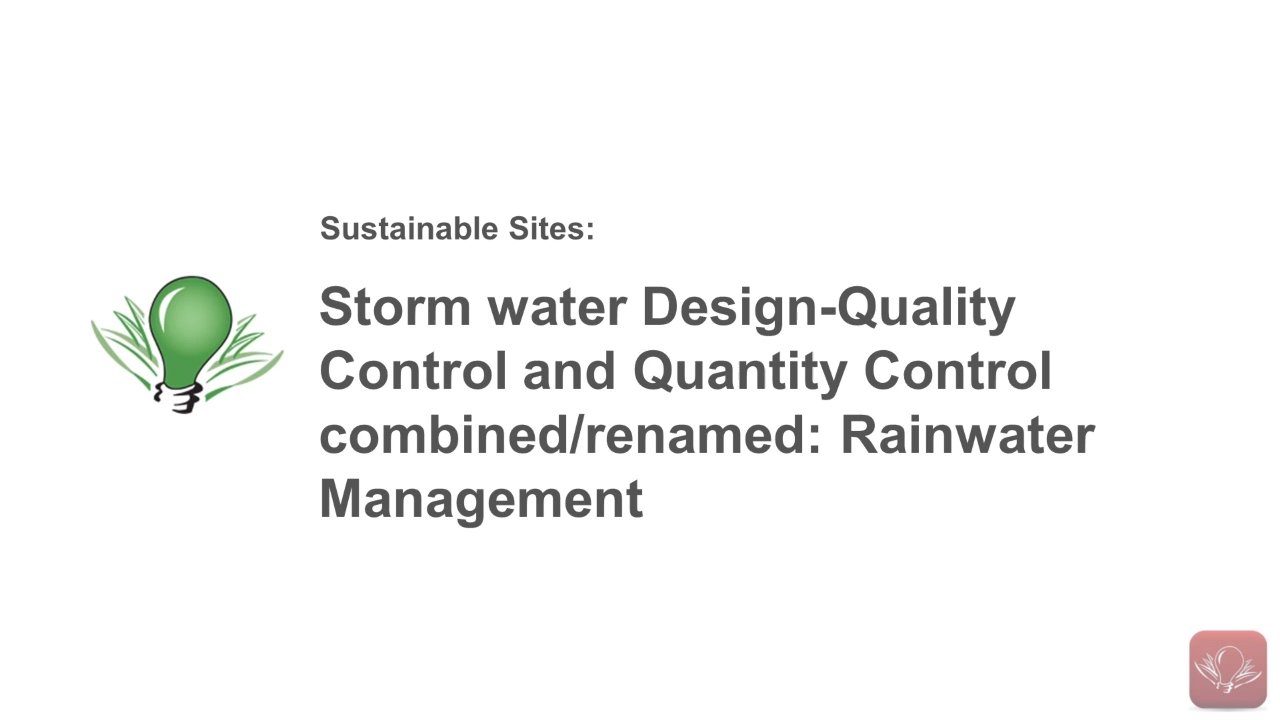 Sustainable Sites:
Storm water Design-Quality
Control and Quantity Control
combined/renamed: Rainwater
Management